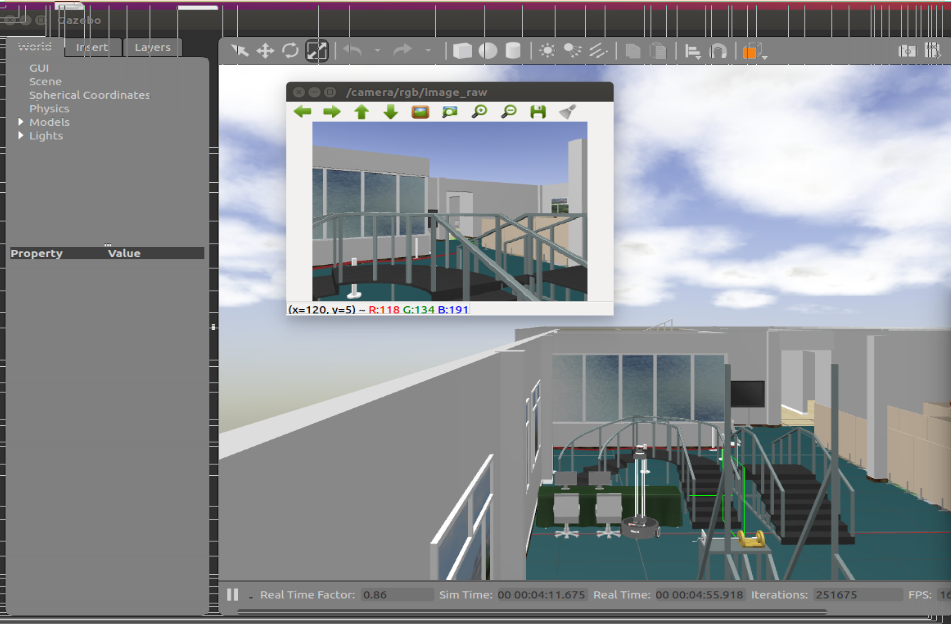 Gazebo
World Insert Layers
GUI
Scene
Spherical Coordinates
Physics
Models
Lights
Property Value
/camera/rgb/image_raw
(x=120, y=5) ~ R:118 G:134 B:191
Real Time Factor: 0.86 Sim Time: 00 00:04:11.675 Real Time: 00 00:04:55.918 Iterations: 251675 FPS: 16